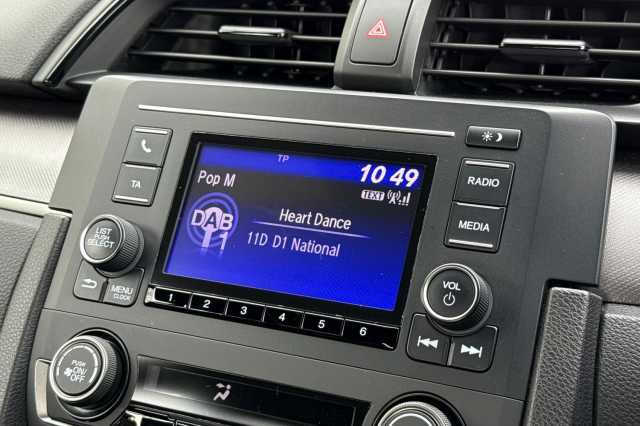 TP
10 49
Pop M
TEXT
DAB
Heart Dance
11D D1 National
TA
LIST
PUSH
SELECT
MENU
CLOCK
1 2 3 4 5 6
RADIO
MEDIA
VOL
PUSH
ON/
OFF